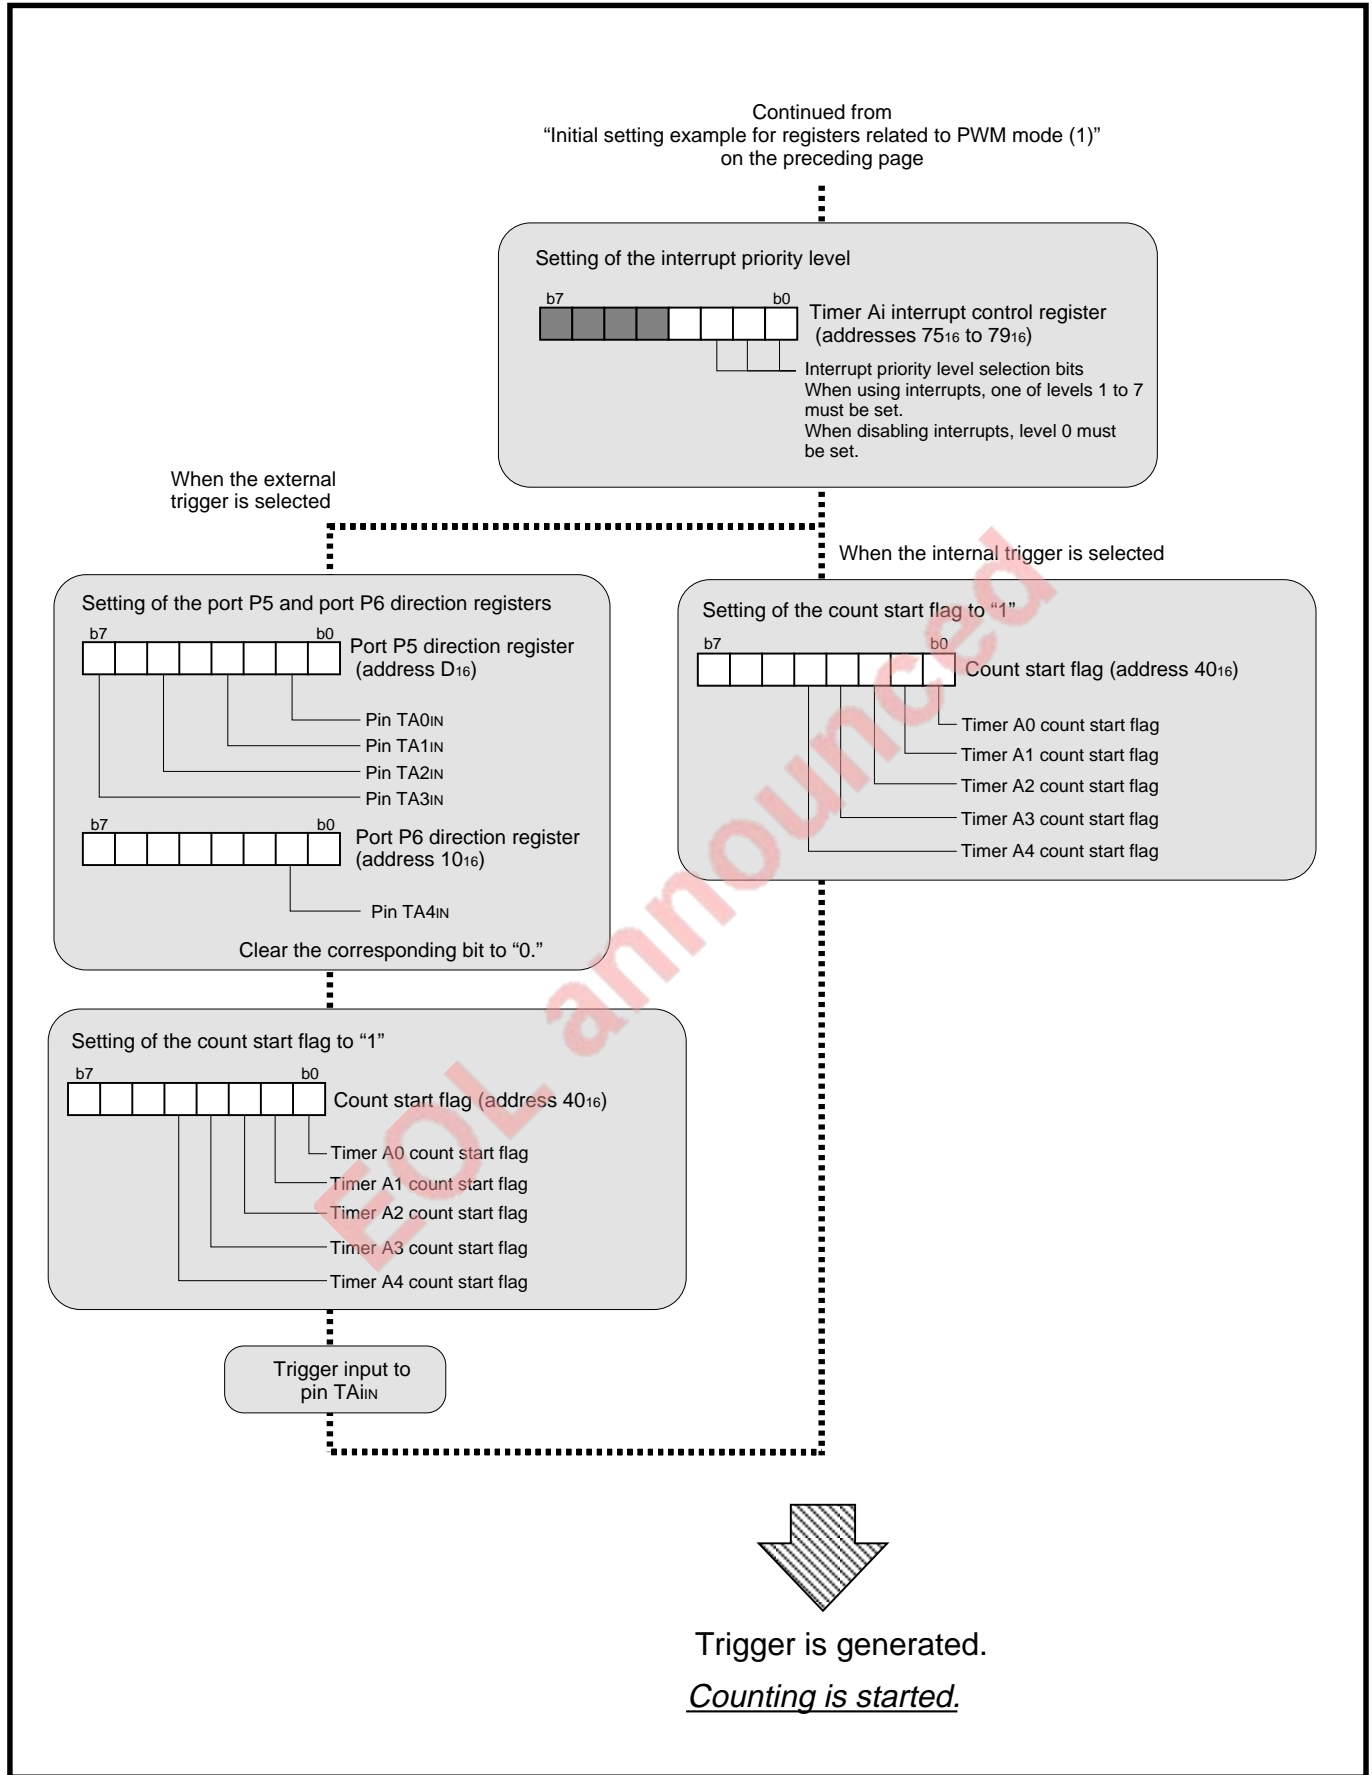 Continued from
“Initial setting example for registers related to PWM mode (1)”
on the preceding page
Setting of the interrupt priority level
b7 b0
Timer Ai interrupt control register
(addresses 7516 to 7916)
Interrupt priority level selection bits
When using interrupts, one of levels 1 to 7
must be set.
When disabling interrupts, level 0 must
be set.
When the external
trigger is selected
When the internal trigger is selected
Setting of the port P5 and port P6 direction registers
b7 b0
Port P5 direction register
(address D16)
Pin TA0IN
Pin TA1IN
Pin TA2IN
Pin TA3IN
b7 b0
Port P6 direction register
(address 1016)
Pin TA4IN
Clear the corresponding bit to “0.”
Setting of the count start flag to “1”
b7 b0
Count start flag (address 4016)
Timer A0 count start flag
Timer A1 count start flag
Timer A2 count start flag
Timer A3 count start flag
Timer A4 count start flag
Setting of the count start flag to “1”
b7 b0
Count start flag (address 4016)
Timer A0 count start flag
Timer A1 count start flag
Timer A2 count start flag
Timer A3 count start flag
Timer A4 count start flag
Trigger input to
pin TAiIN
Trigger is generated.
Counting is started.
EOL announced